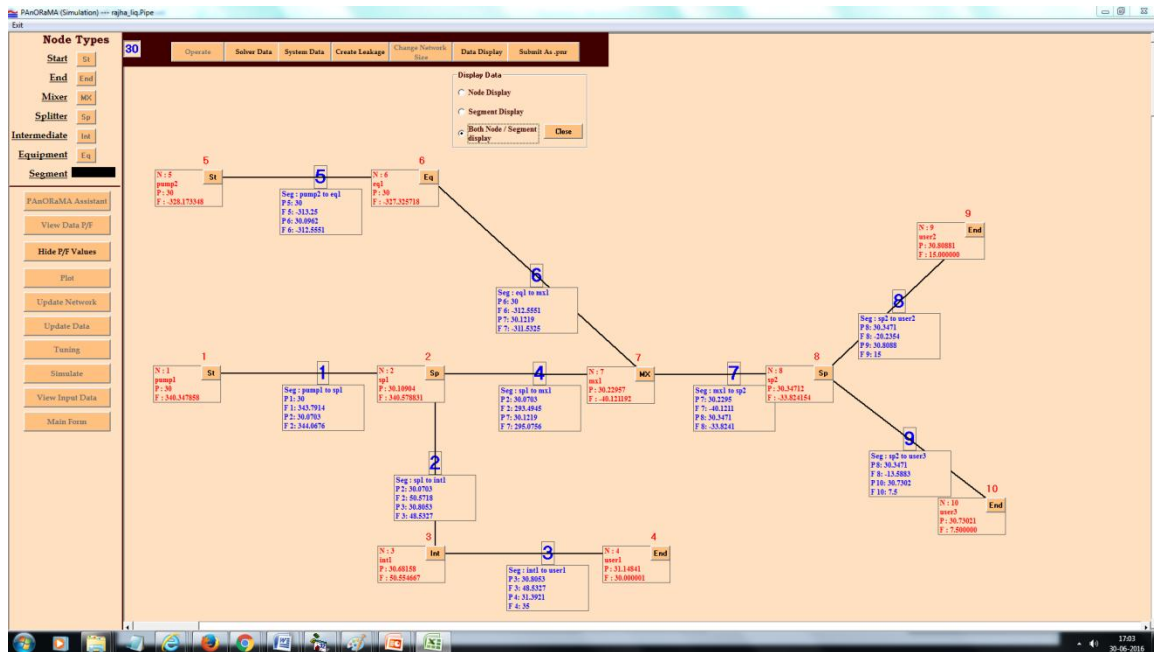 PAnORaMA (Simulation) --- rajha_liq.Pipe
Exit
Node Types
Start St
End End
Mixer MX
Splitter Sp
Intermediate Int
Equipment Eq
Segment
PAnORaMA Assistant
View Data P/F
Hide P/F Values
Plot
Update Network
Update Data
Tuning
Simulate
View Input Data
Main Form
30
Operate
Solver Data
System Data
Create Leakage
Change Network
Size
Data Display
Submit As .pnr
Display Data
Node Display
Segment Display
Both Node / Segment
display
Close
5
N : 5
pump2
P : 30
F : -328.173348
St
5
Seg : pump2 to eq1
P 5: 30
F 5: -313.25
P 6: 30.0962
F 6: -312.5551
6
N : 6
eq1
P : 30
F : -327.325718
Eq
6
Seg : eq1 to mx1
P 6: 30
F 6: -312.5551
P 7: 30.1219
F 7: -311.5325
9
N : 9
user2
P : 30.80881
F : 15.000000
End
8
Seg : sp2 to user2
P 8: 30.3471
F 8: -20.2354
P 9: 30.8088
F 9: 15
1
N : 1
pump1
P : 30
F : 340.347958
St
1
Seg : pump1 to sp1
P 1: 30
F 1: 343.7914
P 2: 30.0703
F 2: 344.0676
2
N : 2
sp1
P : 30.10904
F : 340.578831
Sp
4
Seg : sp1 to mx1
P 2: 30.0703
F 2: 293.4945
P 7: 30.1219
F 7: 295.0756
7
N : 7
mx1
P : 30.22957
F : -40.121192
MX
7
Seg : mx1 to sp2
P 7: 30.2295
F 7: -40.1211
P 8: 30.3471
F 8: -33.8241
8
N : 8
sp2
P : 30.34712
F : -33.824154
Sp
9
Seg : sp2 to user3
P 8: 30.3471
F 8: -13.5883
P 10: 30.7302
F 10: 7.5
10
N : 10
user3
P : 30.73021
F : 7.500000
End
2
Seg : sp1 to int1
P 2: 30.0703
F 2: 50.5718
P 3: 30.8053
F 3: 48.5327
3
N : 3
int1
P : 30.68158
F : 50.554667
Int
3
Seg : int1 to user1
P 3: 30.8053
F 3: 48.5327
P 4: 31.3921
F 4: 35
4
N : 4
user1
P : 31.14841
F : 30.000001
End
17:03
30-06-2016